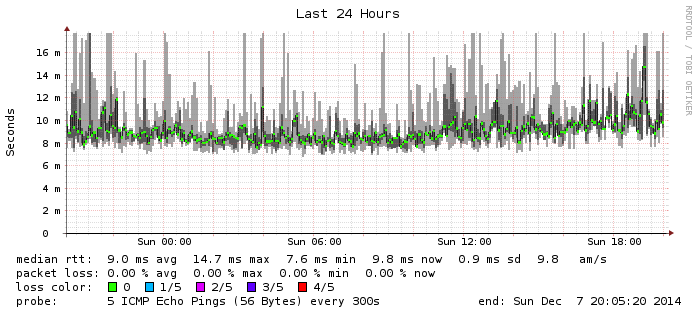 Last 24 Hours
RRDTOOL / TOBI OETIKER
Seconds
16 m
14 m
12 m
10 m
8 m
6 m
4 m
2 m
0
Sun 00:00 Sun 06:00 Sun 12:00 Sun 18:00
median rtt: 9.0 ms avg 14.7 ms max 7.6 ms min 9.8 ms now 0.9 ms sd 9.8 am/s
packet loss: 0.00 % avg 0.00 % max 0.00 % min 0.00 % now
loss color: 0 1/5 2/5 3/5 4/5
probe: 5 ICMP Echo Pings (56 Bytes) every 300s end: Sun Dec 7 20:05:20 2014